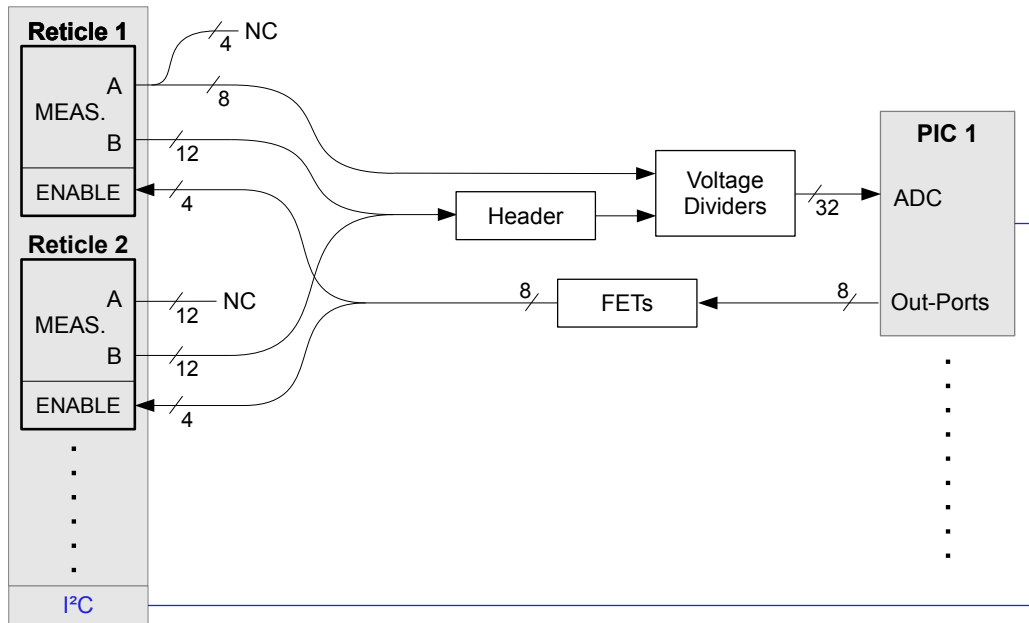 Reticle 1
4
NC
A
8
MEAS.
B
12
ENABLE
4
Reticle 2
A
12
NC
MEAS.
B
12
ENABLE
4
Header
Voltage
Dividers
32
PIC 1
ADC
8
FETs
8
Out-Ports
I²C